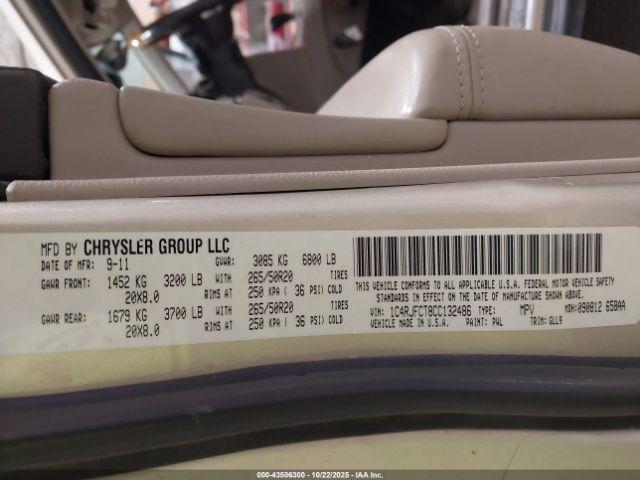 MFD BY CHRYSLER GROUP LLC
DATE OF MFR: 9-11 GVWR: 3085 KG 6800 LB
GAWR FRONT: 1452 KG 3200 LB WITH 265/50R20 TIRES
20X8.0 RIMS AT 250 KPA ( 36 PSI) COLD
GAWR REAR: 1679 KG 3700 LB WITH 265/50R20 TIRES
20X8.0 RIMS AT 250 KPA ( 36 PSI) COLD
THIS VEHICLE CONFORMS TO ALL APPLICABLE U.S.A. FEDERAL MOTOR VEHICLE SAFETY
STANDARDS IN EFFECT ON THE DATE OF MANUFACTURE SHOWN ABOVE.
VIN: 1C4RJFCT8CC132486 TYPE: MPV MDH:090812 658AA
VEHICLE MADE IN U.S.A. PAINT: PWL TRIM: GLL9
000-43506300 - 10/22/2025 - IAA Inc.